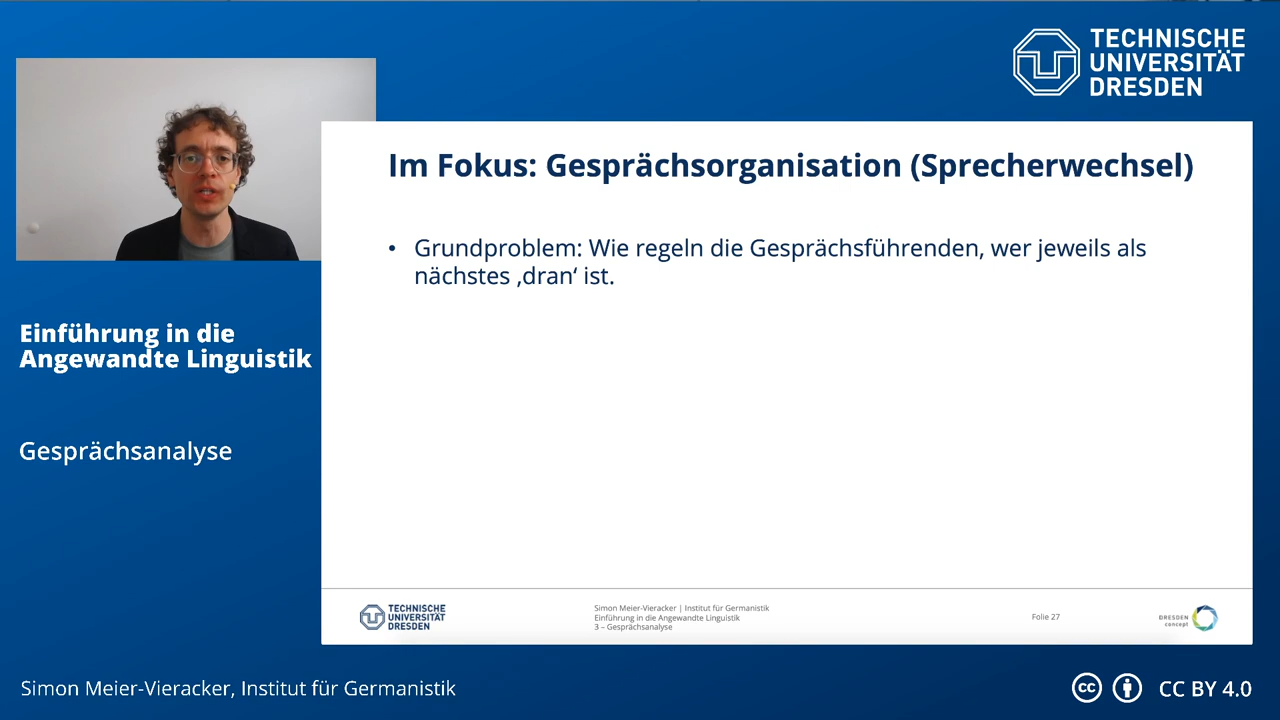 TECHNISCHE
UNIVERSITÄT
DRESDEN
Im Fokus: Gesprächsorganisation (Sprecherwechsel)
• Grundproblem: Wie regeln die Gesprächsführenden, wer jeweils als
nächstes ‚dran‘ ist.
Einführung in die
Angewandte Linguistik
Gesprächsanalyse
TECHNISCHE
UNIVERSITÄT
DRESDEN
Simon Meier-Vieracker | Institut für Germanistik
Einführung in die Angewandte Linguistik
3 – Gesprächsanalyse
Folie 27
DRESDEN
concept
Simon Meier-Vieracker, Institut für Germanistik
cc
CC BY 4.0